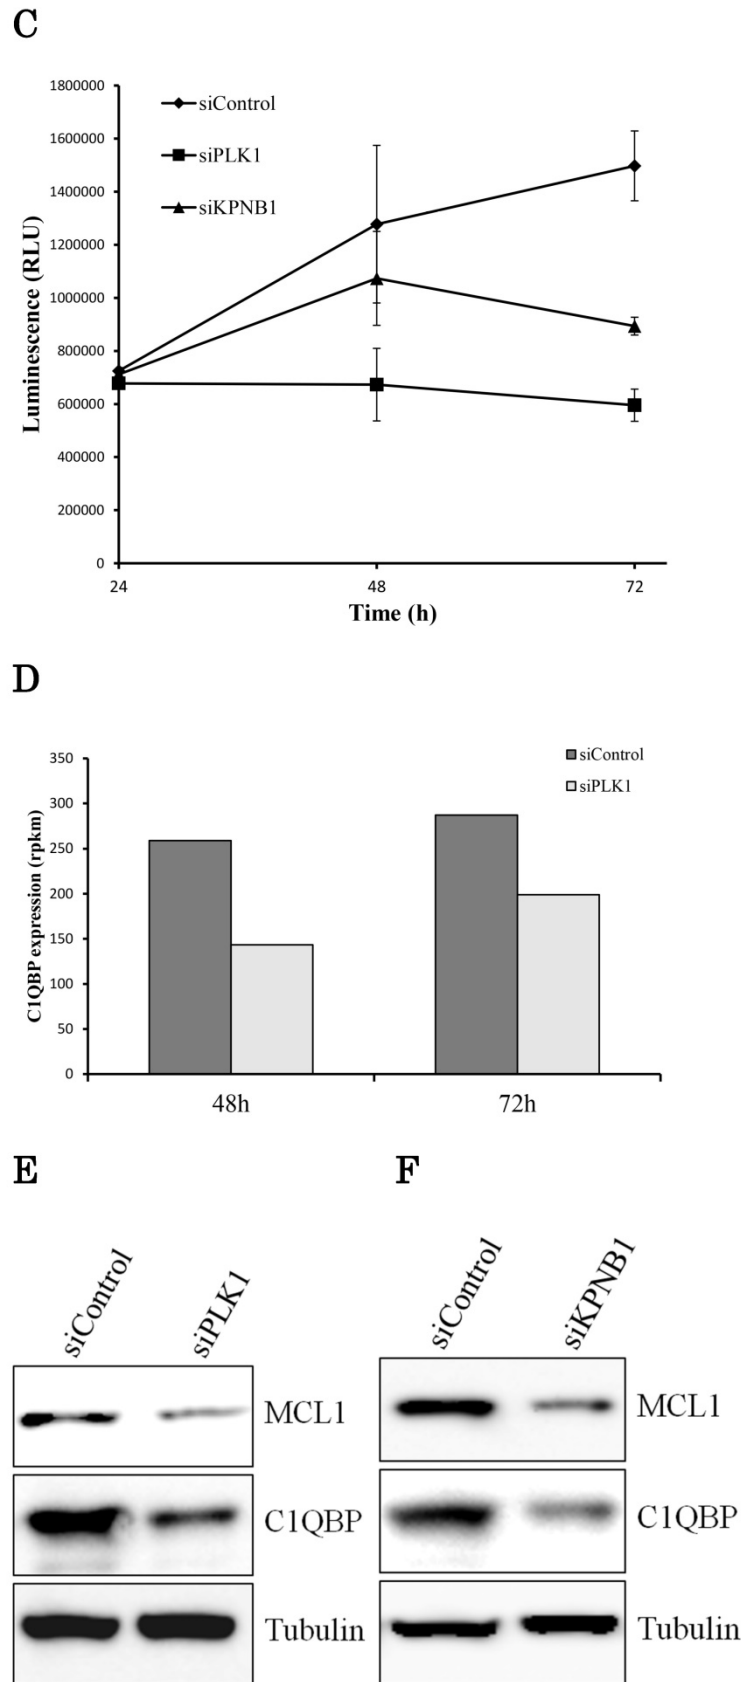 C
1800000
1600000
1400000
1200000
1000000
800000
600000
400000
200000
0
Luminescence (RLU)
siControl
siPLK1
siKPNB1
24 48 72
Time (h)
D
350
300
250
200
150
100
50
0
C1QBP expression (rpkm)
siControl
siPLK1
48h 72h
E
siControl siPLK1
MCL1
C1QBP
Tubulin
F
siControl siKPNB1
MCL1
C1QBP
Tubulin